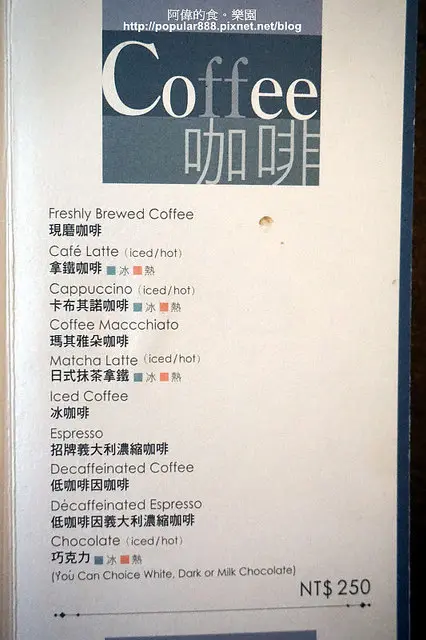 阿偉的食。樂園
http://popular888.pixnet.net/blog
Coffee
咖啡
Freshly Brewed Coffee
現磨咖啡
Café Latte (iced/hot)
拿鐵咖啡 冰 熱
Cappuccino (iced/hot)
卡布其諾咖啡 冰 熱
Coffee Maccchiato
瑪其雅朵咖啡
Matcha Latte (iced/hot)
日式抹茶拿鐵 冰 熱
Iced Coffee
冰咖啡
Espresso
招牌義大利濃縮咖啡
Decaffeinated Coffee
低咖啡因咖啡
Décaffeinated Espresso
低咖啡因義大利濃縮咖啡
Chocolate (iced/hot)
巧克力 冰 熱
(You Can Choice White, Dark or Milk Chocolate)
NT$ 250